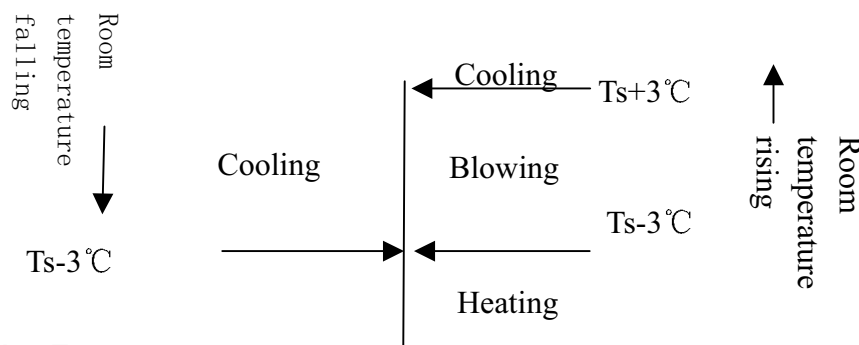 Room
temperature
falling
Cooling
Ts-3℃
Cooling
Ts+3℃
Blowing
Ts-3℃
Heating
Room
temperature
rising